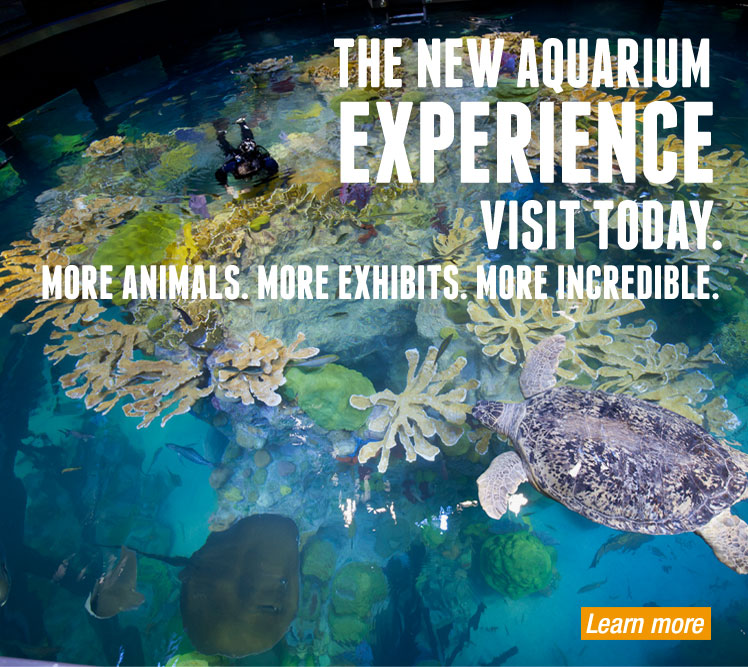 THE NEW AQUARIUM
EXPERIENCE
VISIT TODAY.
MORE ANIMALS. MORE EXHIBITS. MORE INCREDIBLE.
Learn more